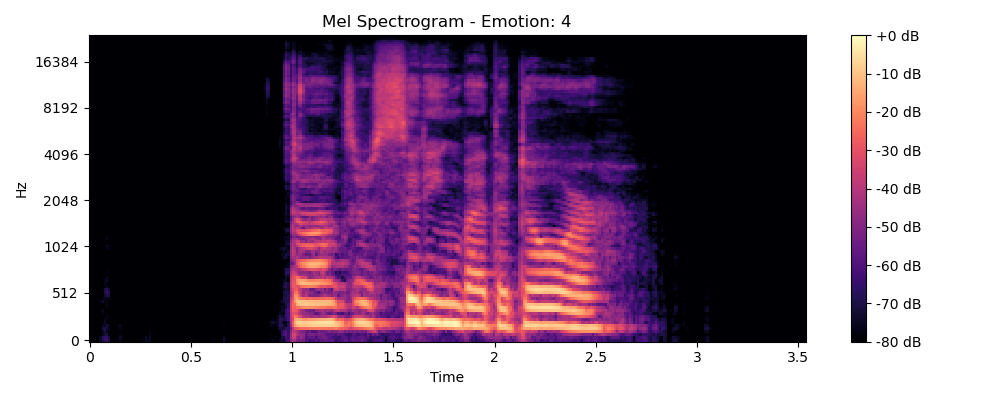 Mel Spectrogram - Emotion: 4
16384
8192
4096
2048
1024
512
0
Hz
0 0.5 1 1.5 2 2.5 3 3.5
Time
+0 dB
-10 dB
-20 dB
-30 dB
-40 dB
-50 dB
-60 dB
-70 dB
-80 dB